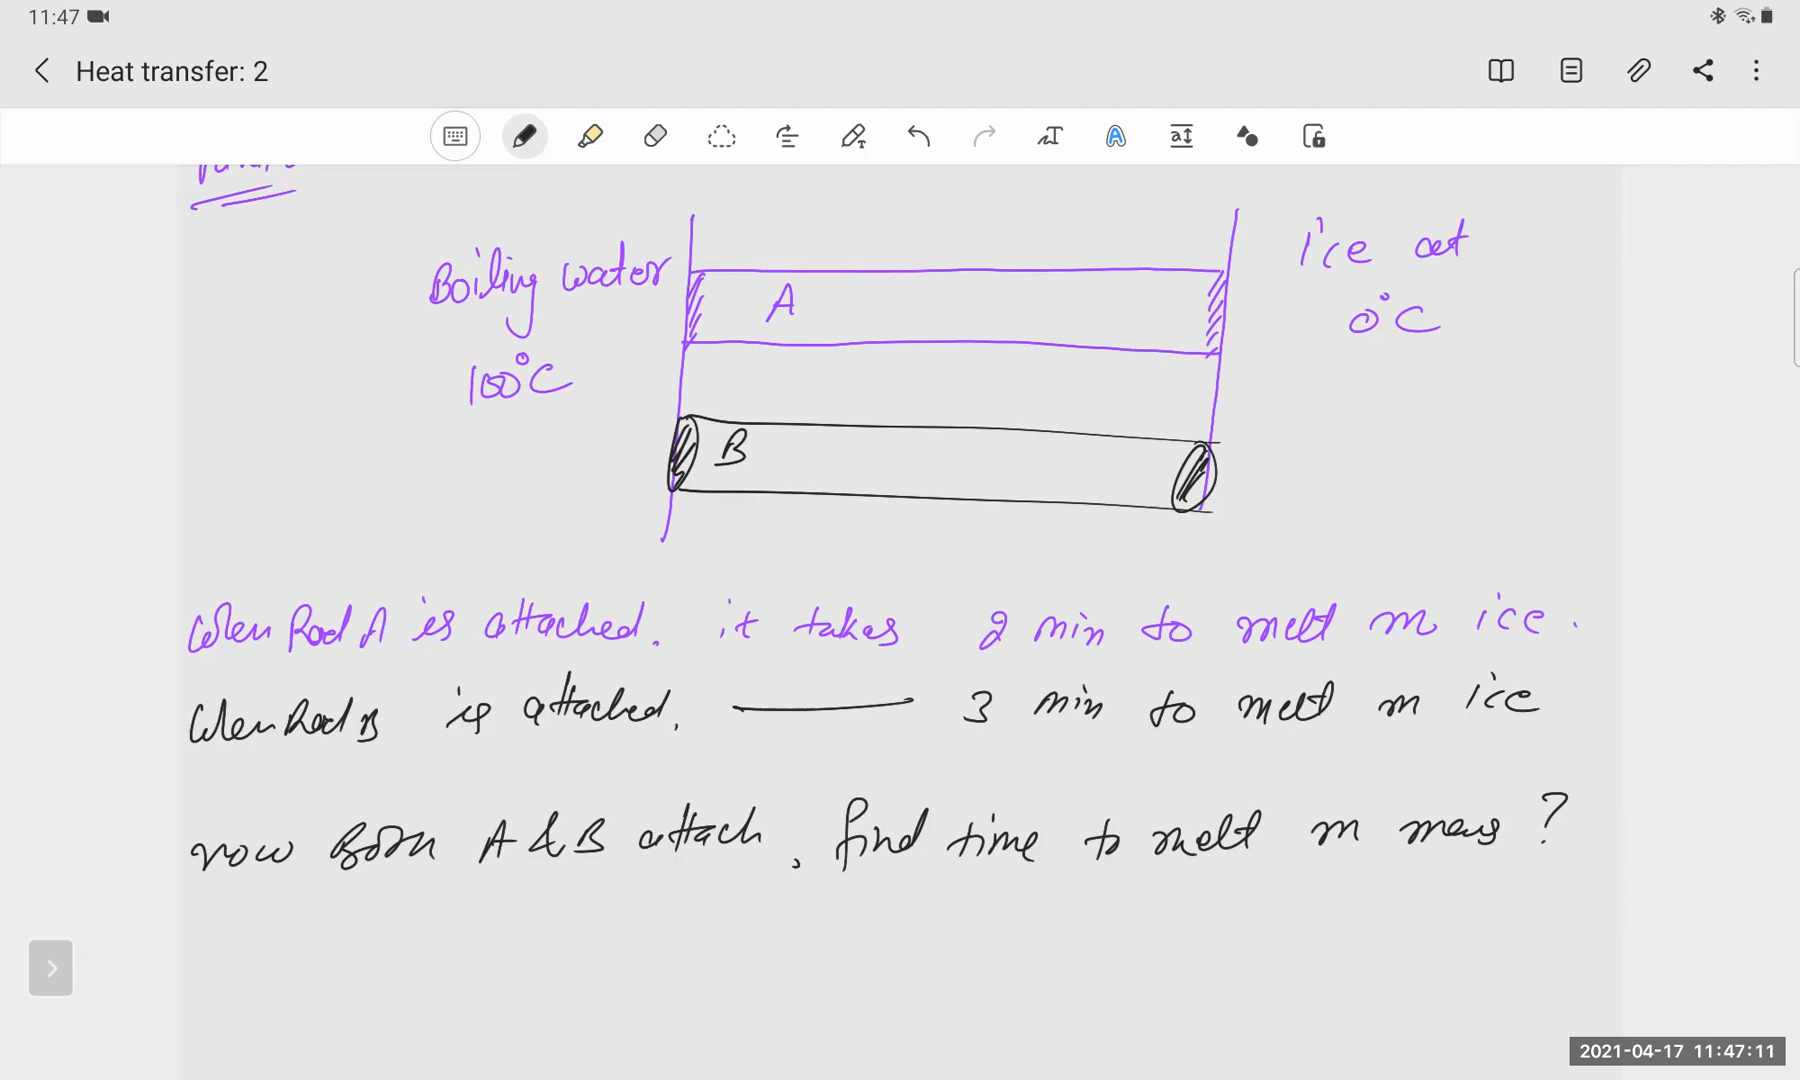 11:47
Heat transfer: 2
Boiling water
100°C
A
Ice at
0°C
B
When Rod A is attached. it takes 2 min to melt m ice.
When Rod B is attached. —— 3 min to melt m ice
now Both A & B attach, find time to melt m mass?
2021-04-17 11:47:11